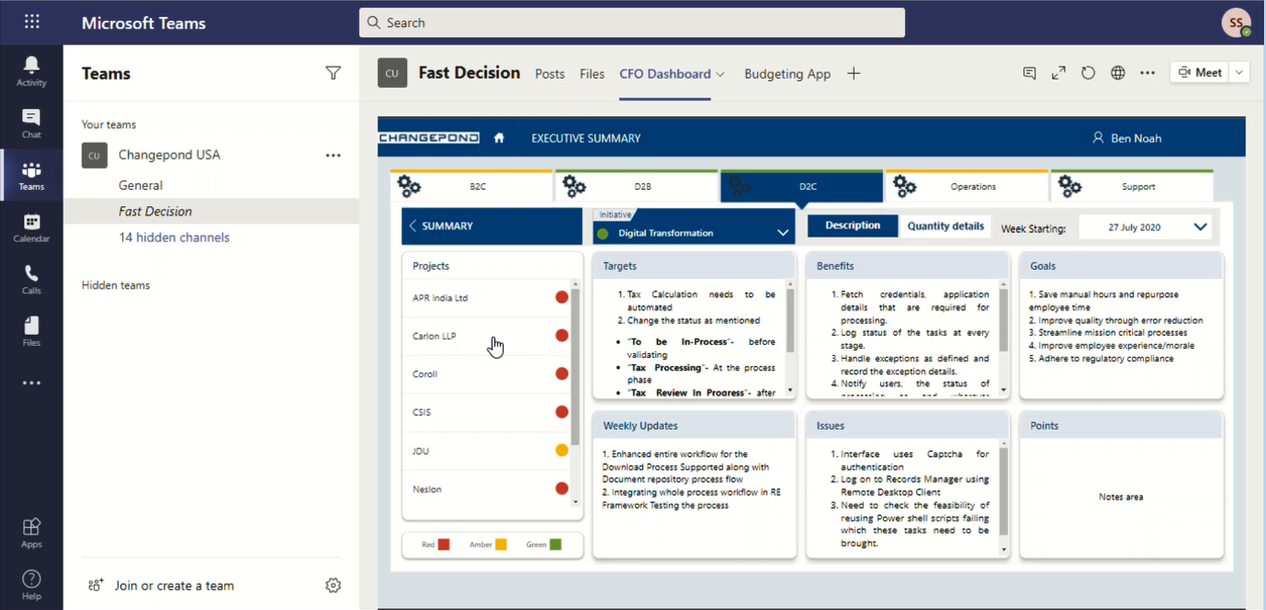 Microsoft Teams
Search
SS
Activity
Chat
Teams
Calendar
Calls
Files
Apps
Help
Teams
Your teams
CU
Changepond USA
General
Fast Decision
14 hidden channels
Hidden teams
Join or create a team
CU
Fast Decision
Posts
Files
CFO Dashboard
Budgeting App
Meet
CHANGEPOND
EXECUTIVE SUMMARY
Ben Noah
B2C
D2B
D2C
Operations
Support
SUMMARY
Initiative
Digital Transformation
Description
Quantity details
Week Starting:
27 July 2020
Projects
APR India Ltd
Carlon LLP
Coroll
CSIS
JDU
Neslon
Red
Amber
Green
Targets
1. Tax Calculation needs to be
automated
2. Change the status as mentioned
• "To be In-Process"- before
validating
• "Tax Processing"- At the process
phase
• "Tax Review In Progress"- after
Benefits
1. Fetch credentials, application
details that are required for
processing.
2. Log status of the tasks at every
stage.
3. Handle exceptions as defined and
record the exception details.
4. Notify users, the status of
processing as and wherever
Goals
1. Save manual hours and repurpose
employee time
2. Improve quality through error reduction
3. Streamline mission critical processes
4. Improve employee experience/morale
5. Adhere to regulatory compliance
Weekly Updates
1. Enhanced entire workflow for the
Download Process Supported along with
Document repository process flow
2. Integrating whole process workflow in RE
Framework Testing the process
Issues
1. Interface uses Captcha for
authentication
2. Log on to Records Manager using
Remote Desktop Client
3. Need to check the feasibility of
reusing Power shell scripts failing
which these tasks need to be
brought.
Points
Notes area